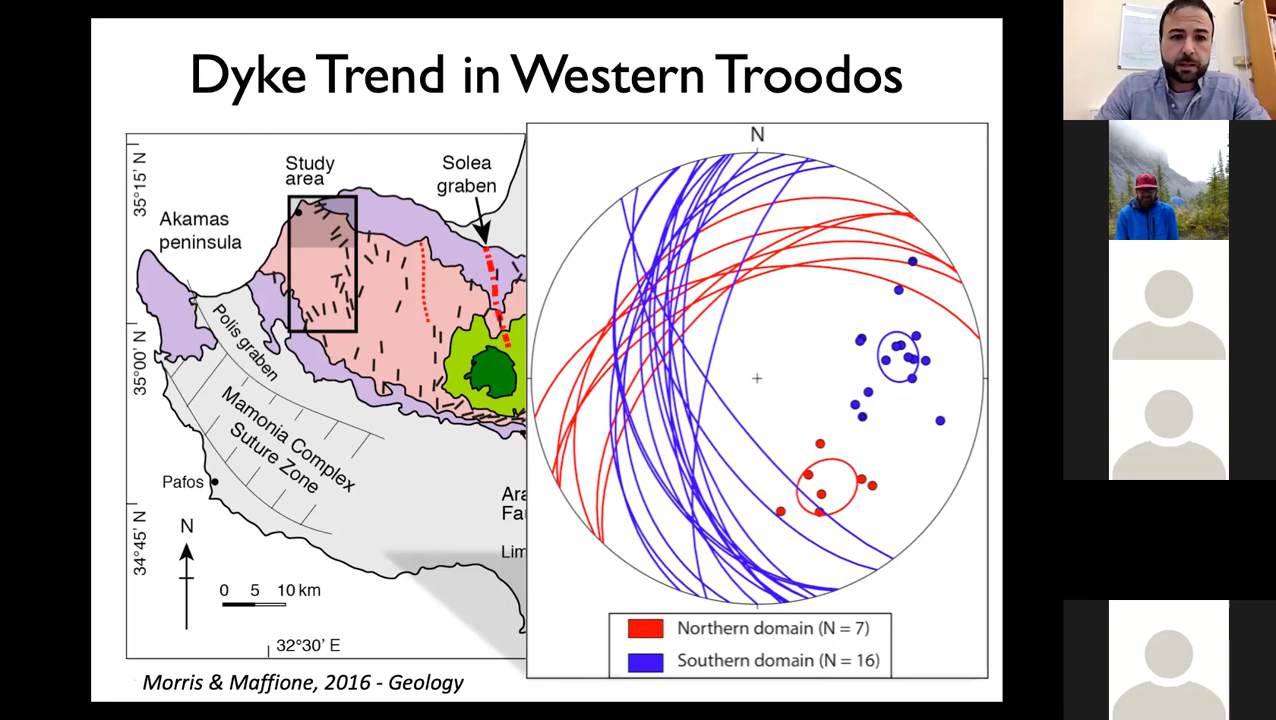 Dyke Trend in Western Troodos
35°15' N
35°00' N
34°45' N
Study
area
Solea
graben
Akamas
peninsula
Polis graben
Mamonia Complex
Suture Zone
Pafos
N
0 5 10 km
32°30' E
Lim
N
Northern domain (N = 7)
Southern domain (N = 16)
Morris & Maffione, 2016 - Geology